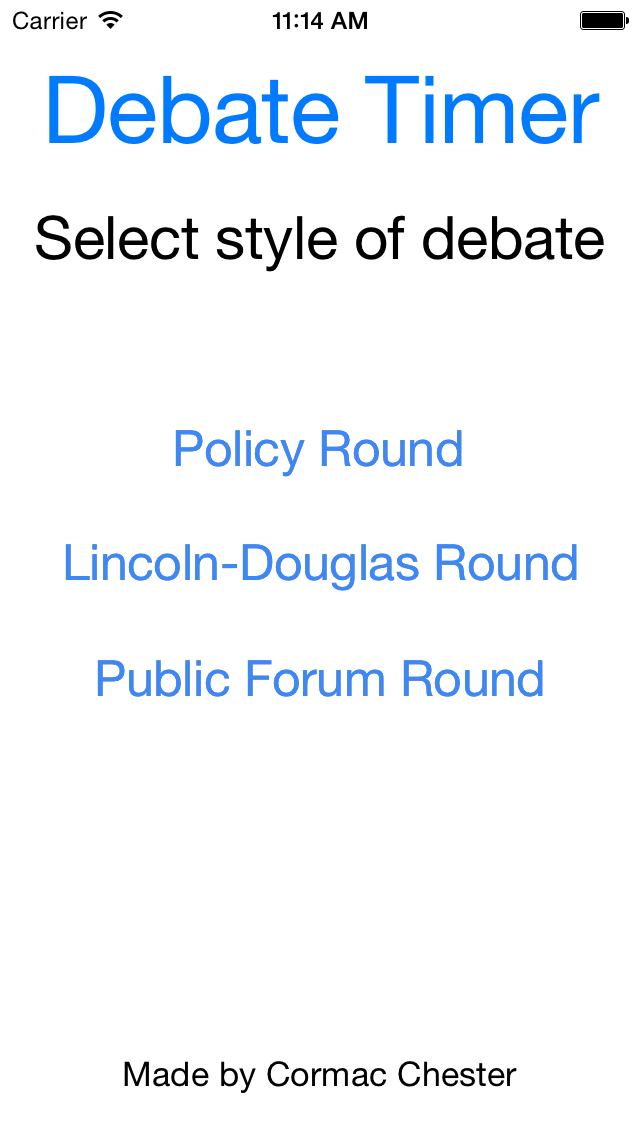 Carrier 11:14 AM
Debate Timer
Select style of debate
Policy Round
Lincoln-Douglas Round
Public Forum Round
Made by Cormac Chester